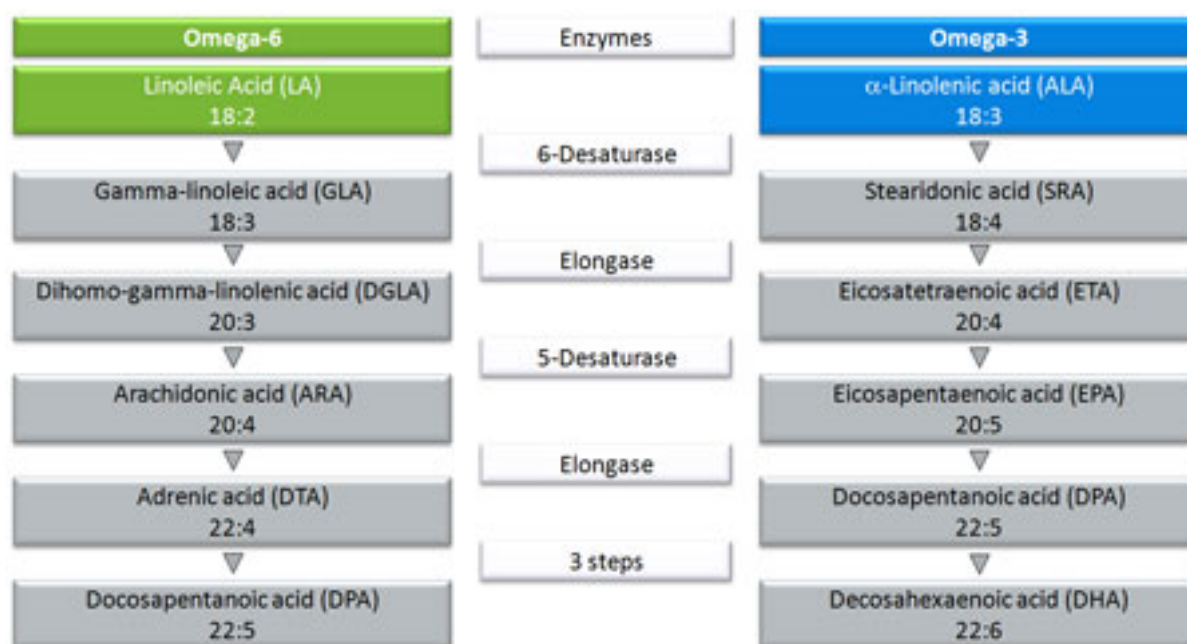 Omega-6
Enzymes
Omega-3
Linoleic Acid (LA)
18:2
α-Linolenic acid (ALA)
18:3
6-Desaturase
Gamma-linoleic acid (GLA)
18:3
Stearidonic acid (SRA)
18:4
Elongase
Dihomo-gamma-linolenic acid (DGLA)
20:3
Eicosatetraenoic acid (ETA)
20:4
5-Desaturase
Arachidonic acid (ARA)
20:4
Eicosapentaenoic acid (EPA)
20:5
Elongase
Adrenic acid (DTA)
22:4
Docosapentanoic acid (DPA)
22:5
3 steps
Docosapentanoic acid (DPA)
22:5
Decosahexaenoic acid (DHA)
22:6